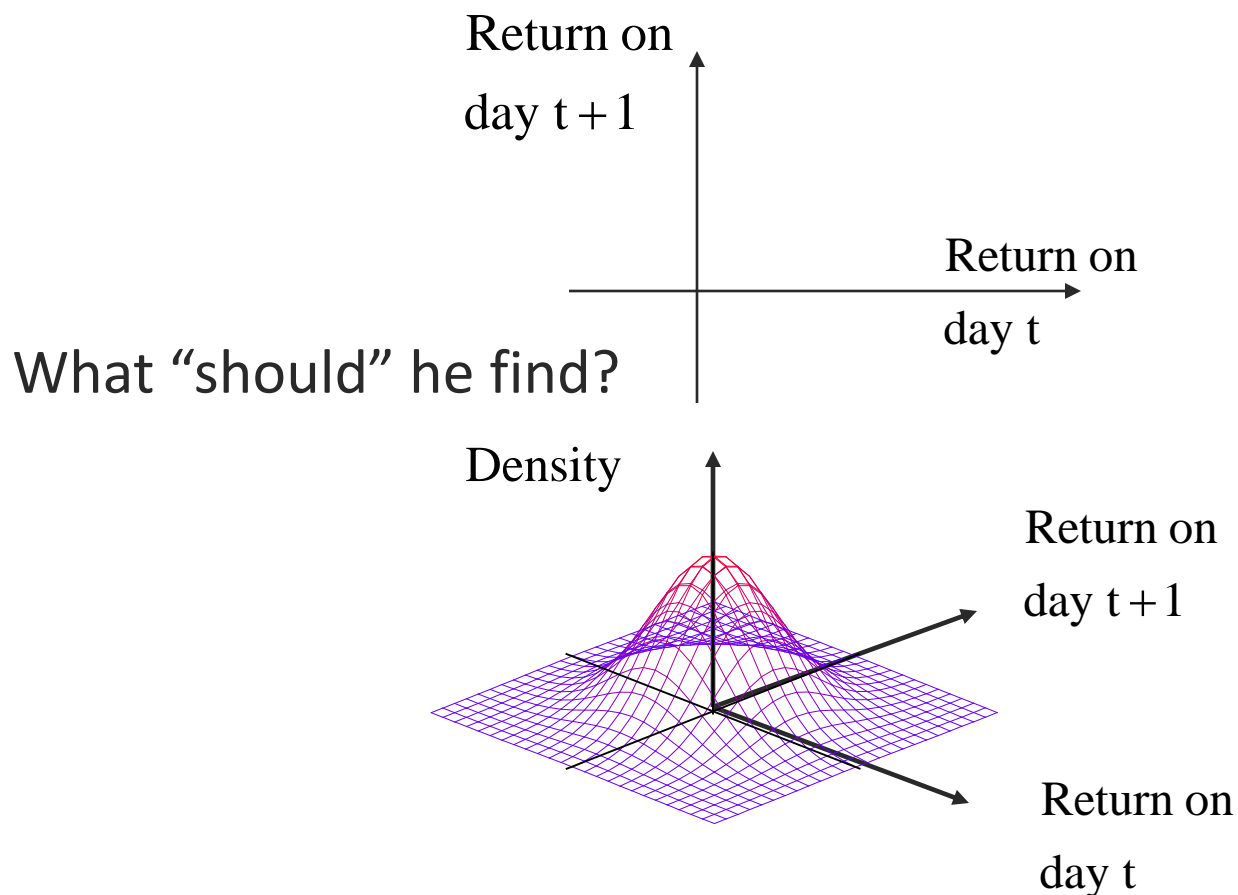 Return on
day t + 1
Return on
day t
What “should” he find?
Density
Return on
day t + 1
Return on
day t